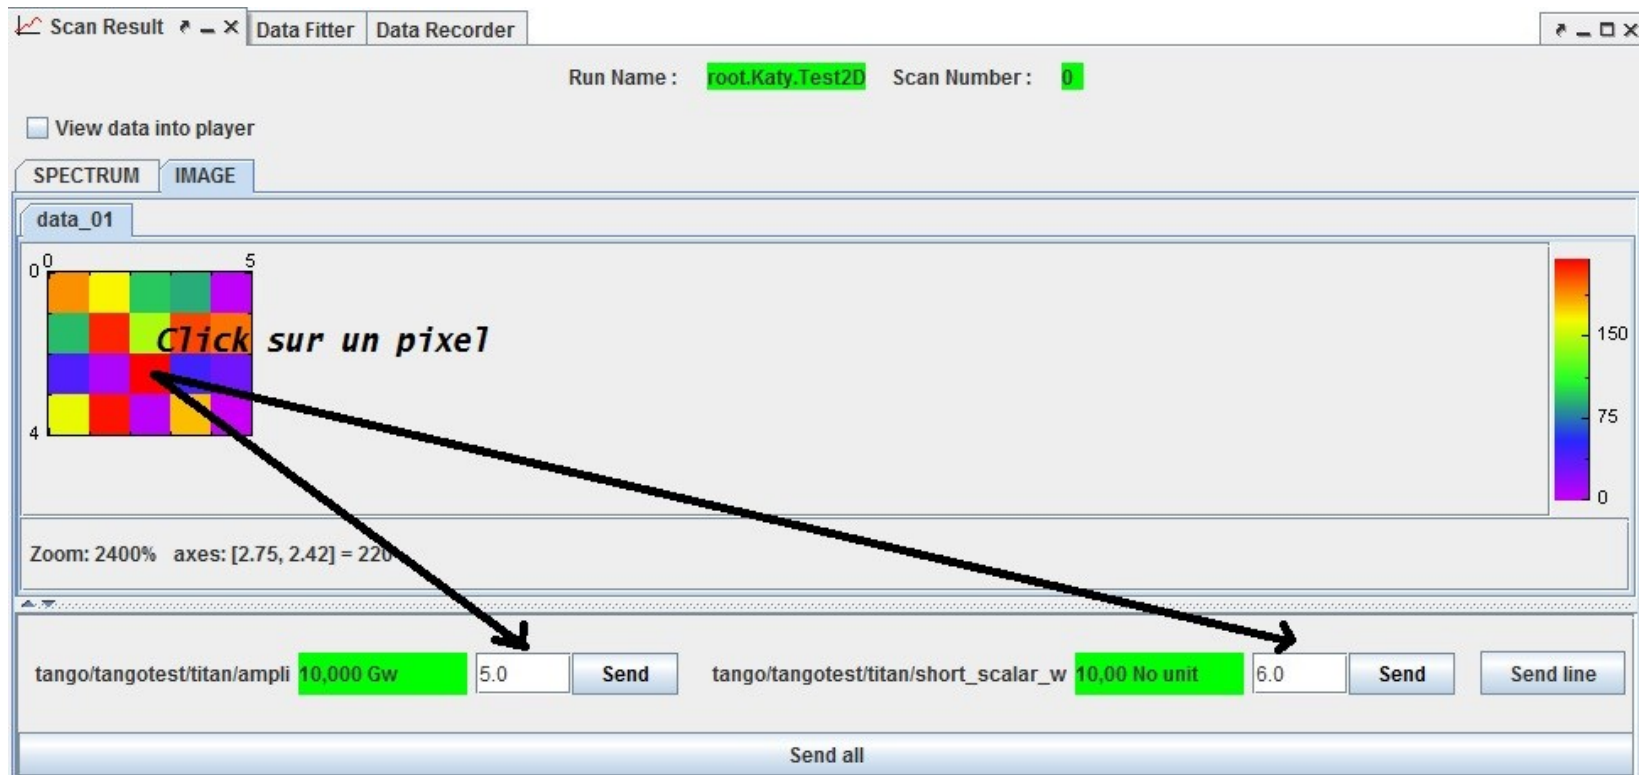 Scan Result Data Fitter Data Recorder
Run Name : root.Katy.Test2D Scan Number : 0
View data into player
SPECTRUM IMAGE
data_01
0 0 5
150
75
0
4
Click sur un pixel
Zoom: 2400% axes: [2.75, 2.42] = 220
tango/tangotest/titan/ampli 10,000 Gw 5.0 Send tango/tangotest/titan/short_scalar_w 10,00 No unit 6.0 Send Send line
Send all